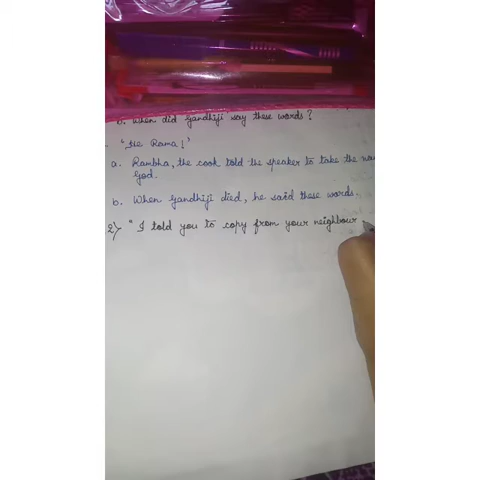 b. When did Gandhiji say these words?
"He Rama!"
a. Rambha, the cook told the speaker to take the
God.
b. When Gandhiji died, he said these words.
2) " I told you to copy from your neighbour